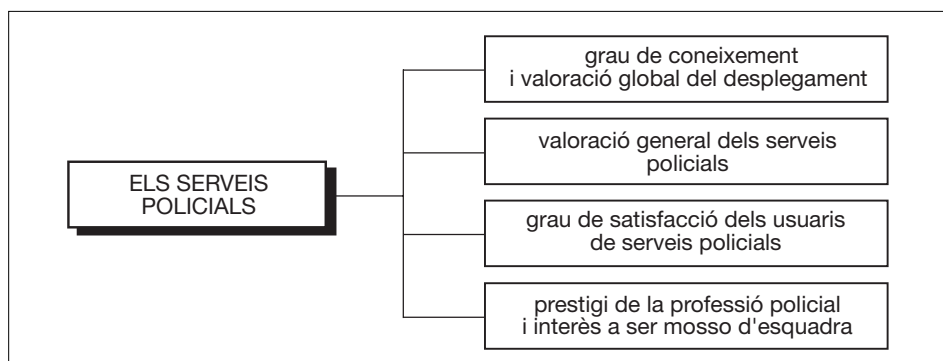 ELS SERVEIS
POLICIALS
grau de coneixement
i valoració global del desplegament
valoració general dels serveis
policials
grau de satisfacció dels usuaris
de serveis policials
prestigi de la professió policial
i interès a ser mosso d'esquadra